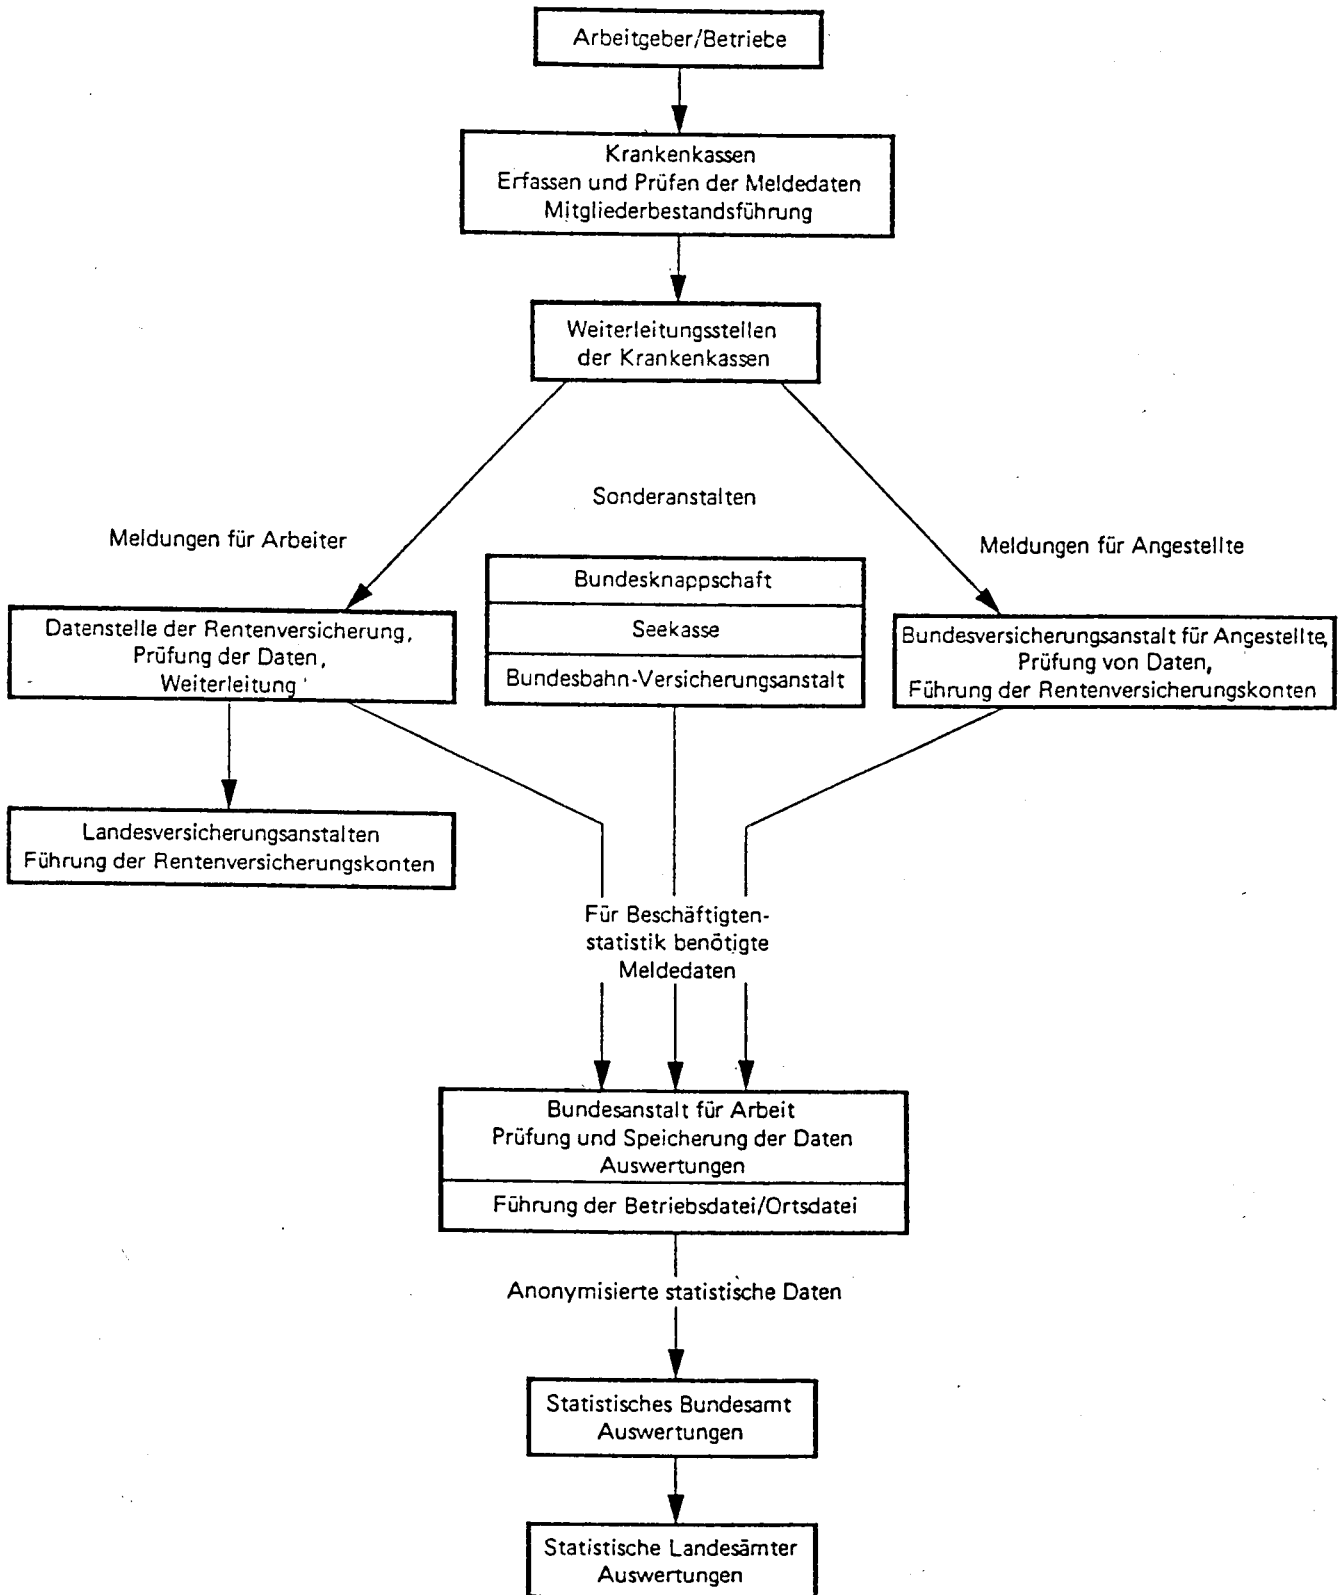 Arbeitgeber/Betriebe
Krankenkassen
Erfassen und Prüfen der Meldedaten
Mitgliederbestandsführung
Weiterleitungsstellen
der Krankenkassen
Sonderanstalten
Meldungen für Arbeiter
Meldungen für Angestellte
Datenstelle der Rentenversicherung,
Prüfung der Daten,
Weiterleitung
Bundesknappschaft
Seekasse
Bundesbahn-Versicherungsanstalt
Bundesversicherungsanstalt für Angestellte,
Prüfung von Daten,
Führung der Rentenversicherungskonten
Landesversicherungsanstalten
Führung der Rentenversicherungskonten
Für Beschäftigten-
statistik benötigte
Meldedaten
Bundesanstalt für Arbeit
Prüfung und Speicherung der Daten
Auswertungen
Führung der Betriebsdatei/Ortsdatei
Anonymisierte statistische Daten
Statistisches Bundesamt
Auswertungen
Statistische Landesämter
Auswertungen